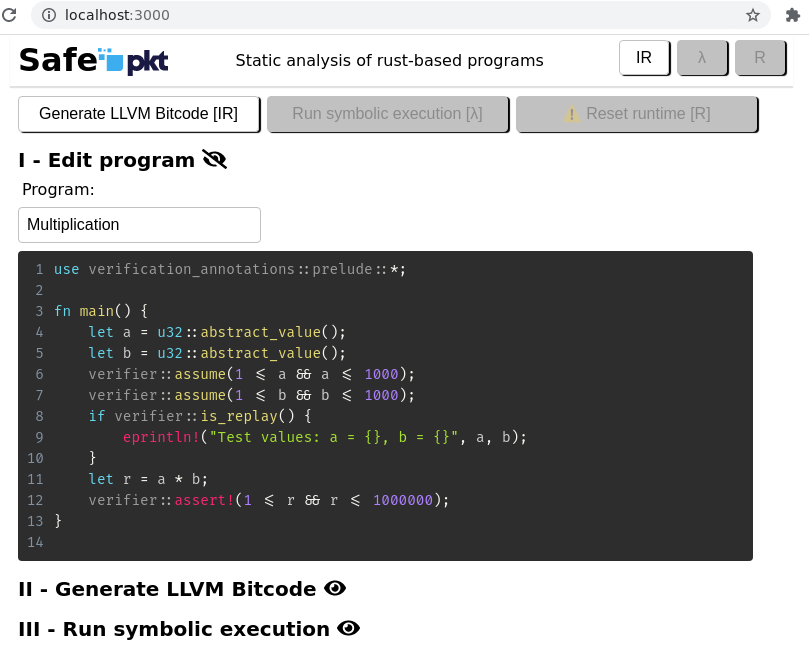 localhost:3000
Safe pkt
Static analysis of rust-based programs
IR λ R
Generate LLVM Bitcode [IR] Run symbolic execution [λ] ⚠ Reset runtime [R]
I - Edit program
Program:
Multiplication
1 use verification_annotations::prelude::*;
2
3 fn main() {
4     let a = u32::abstract_value();
5     let b = u32::abstract_value();
6     verifier::assume(1 <= a && a <= 1000);
7     verifier::assume(1 <= b && b <= 1000);
8     if verifier::is_replay() {
9         eprintln!("Test values: a = {}, b = {}", a, b);
10     }
11     let r = a * b;
12     verifier::assert!(1 <= r && r <= 1000000);
13 }
14
II - Generate LLVM Bitcode
III - Run symbolic execution